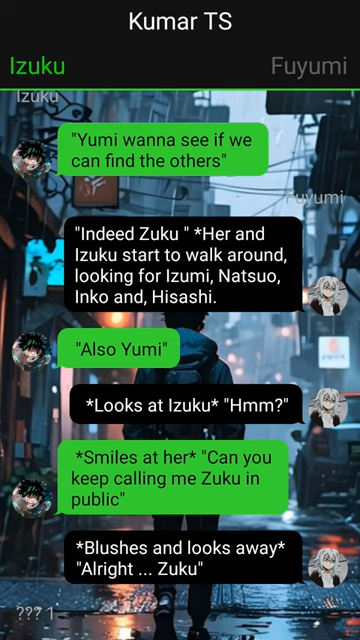 Kumar TS
Izuku
Fuyumi
Izuku
"Yumi wanna see if we
can find the others"
Fuyumi
"Indeed Zuku " *Her and
Izuku start to walk around,
looking for Izumi, Natsuo,
Inko and, Hisashi.
"Also Yumi"
*Looks at Izuku* "Hmm?"
*Smiles at her* "Can you
keep calling me Zuku in
public"
*Blushes and looks away*
"Alright ... Zuku"
??? 1